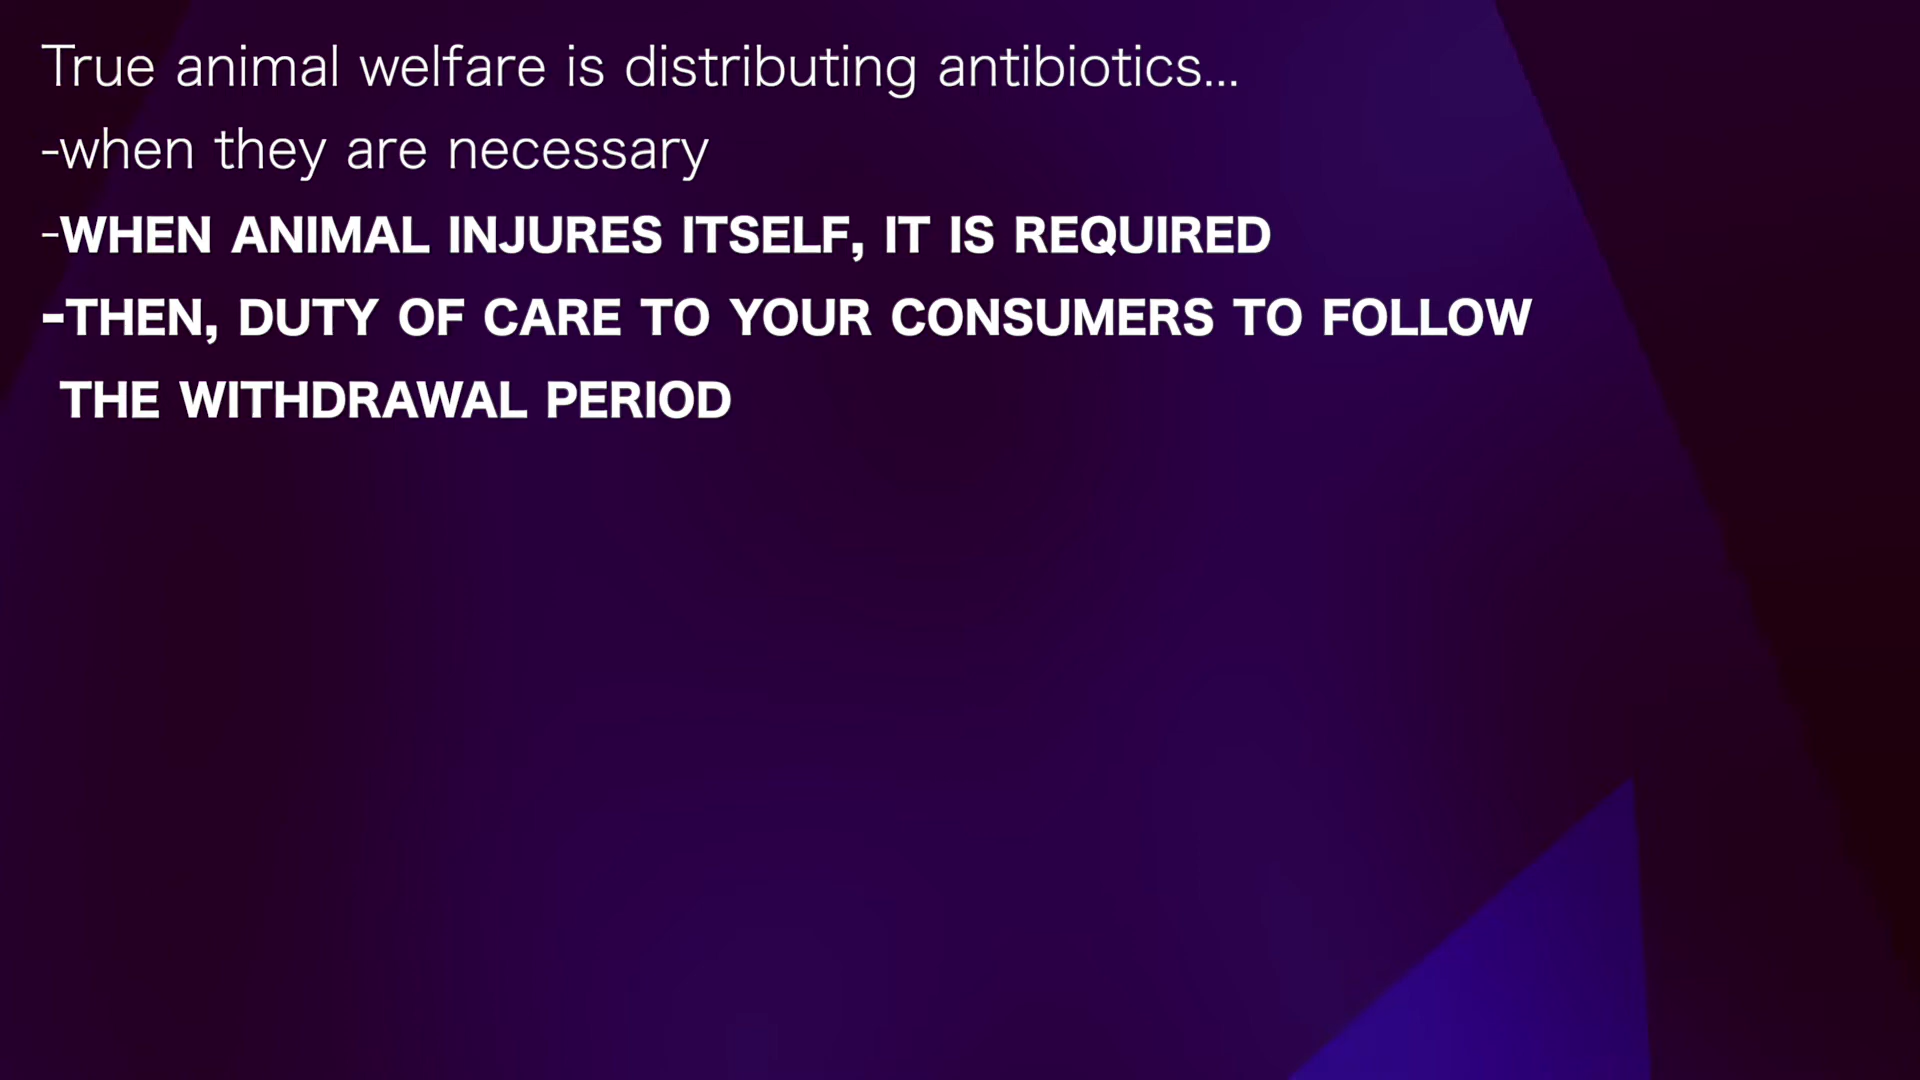 True animal welfare is distributing antibiotics...
-when they are necessary
-WHEN ANIMAL INJURES ITSELF, IT IS REQUIRED
-THEN, DUTY OF CARE TO YOUR CONSUMERS TO FOLLOW
THE WITHDRAWAL PERIOD